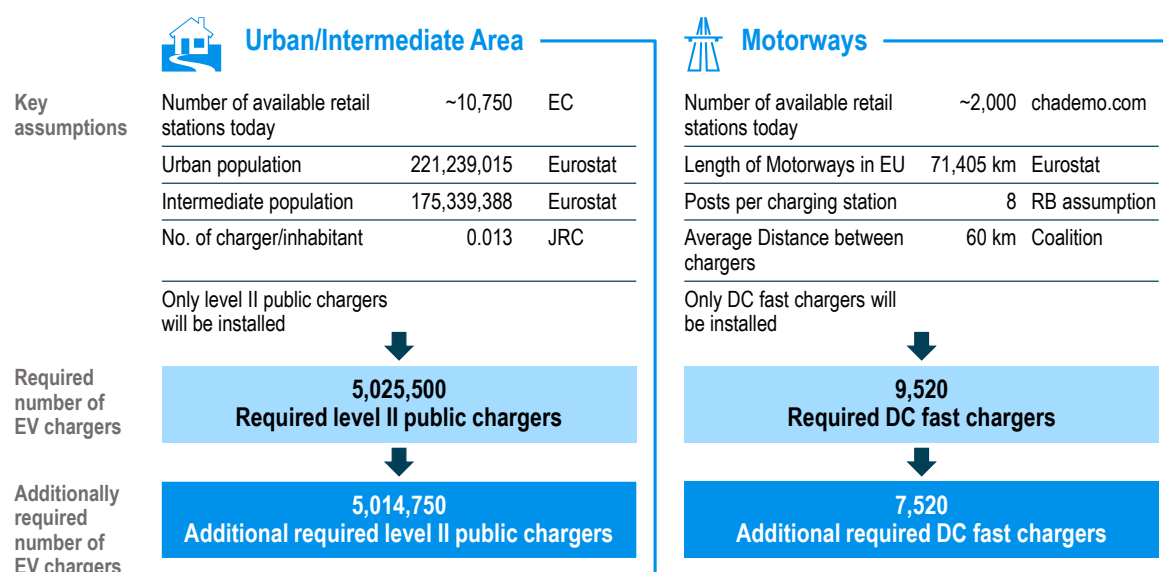 Urban/Intermediate Area
Motorways
Key
assumptions
Number of available retail
stations today
~10,750
EC
Urban population
221,239,015
Eurostat
Intermediate population
175,339,388
Eurostat
No. of charger/inhabitant
0.013
JRC
Only level II public chargers
will be installed
Number of available retail
stations today
~2,000
chademo.com
Length of Motorways in EU
71,405 km
Eurostat
Posts per charging station
8
RB assumption
Average Distance between
chargers
60 km
Coalition
Only DC fast chargers will
be installed
Required
number of
EV chargers
5,025,500
Required level II public chargers
9,520
Required DC fast chargers
Additionally
required
number of
EV chargers
5,014,750
Additional required level II public chargers
7,520
Additional required DC fast chargers